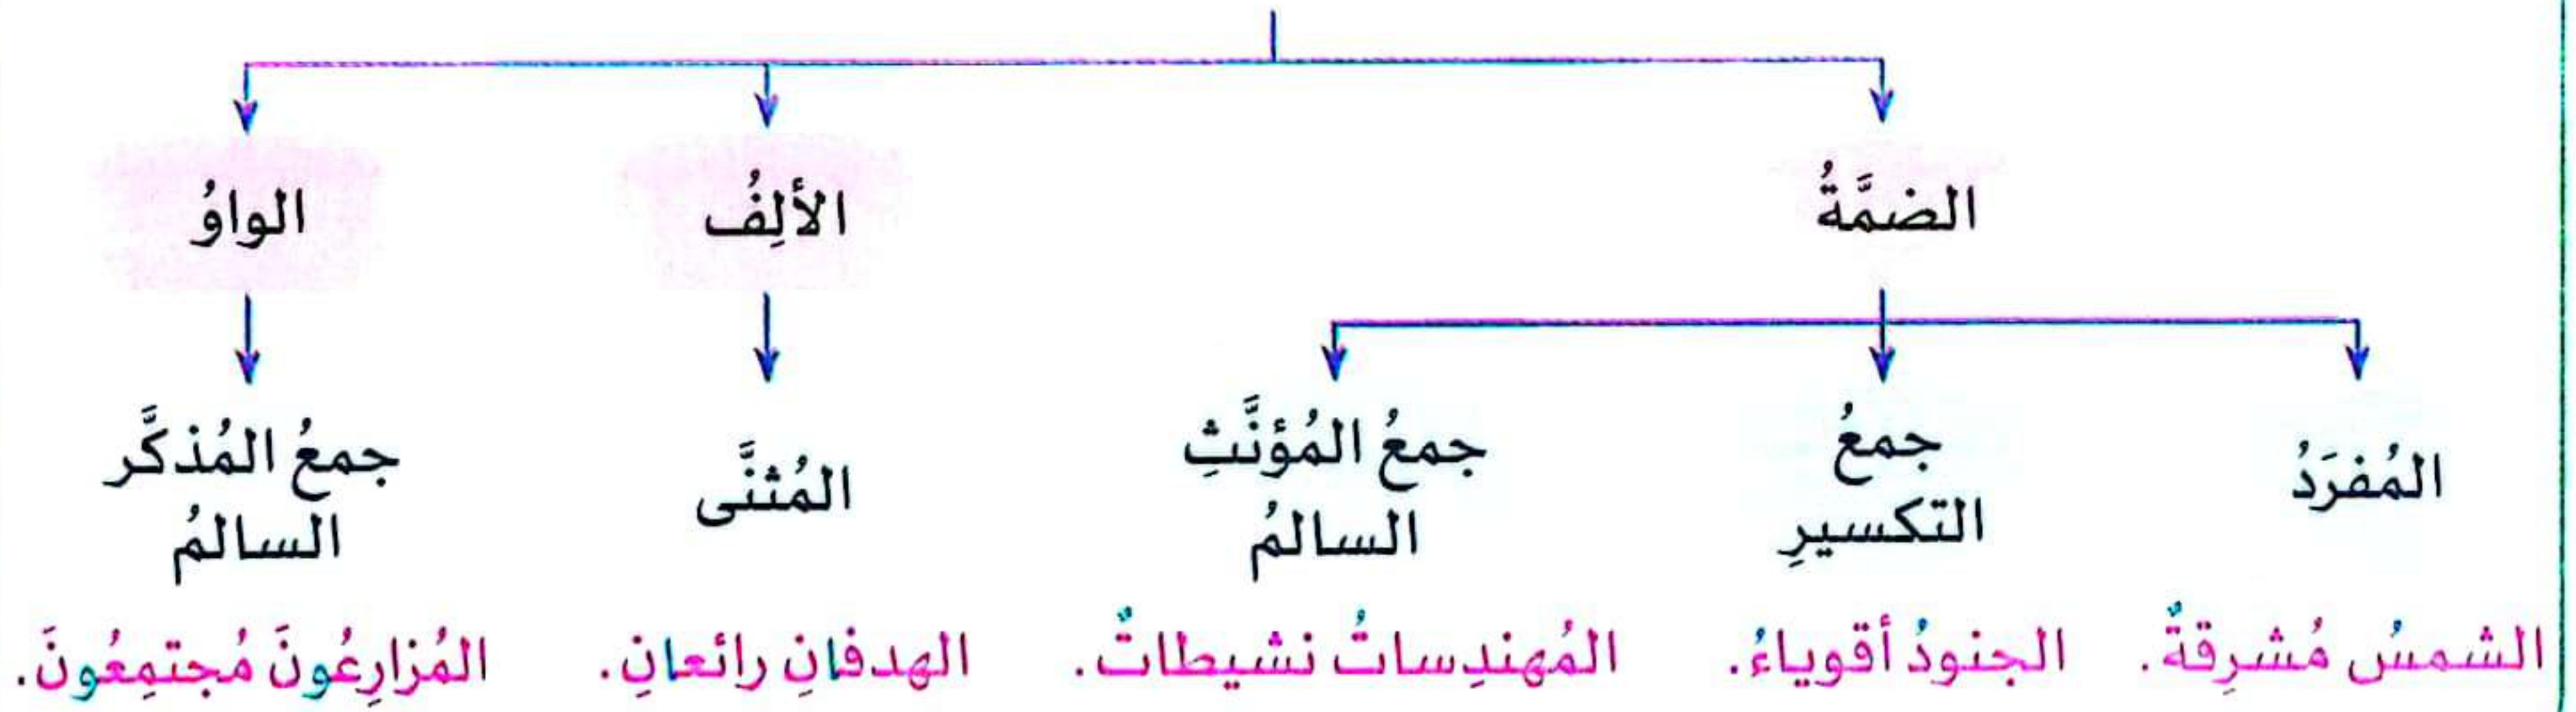 الضمَّةُ الألِفُ الواوُ
المُفرَدُ جمعُ التكسيرِ جمعُ المُؤنَّثِ السالمُ المُثنَّى جمعُ المُذكَّر السالمُ
الشمسُ مُشرِقةٌ. الجنودُ أقوياءُ. المُهندِساتُ نشيطاتٌ. الهدفانِ رائعانِ. المُزارِعُونَ مُجتمِعُونَ.